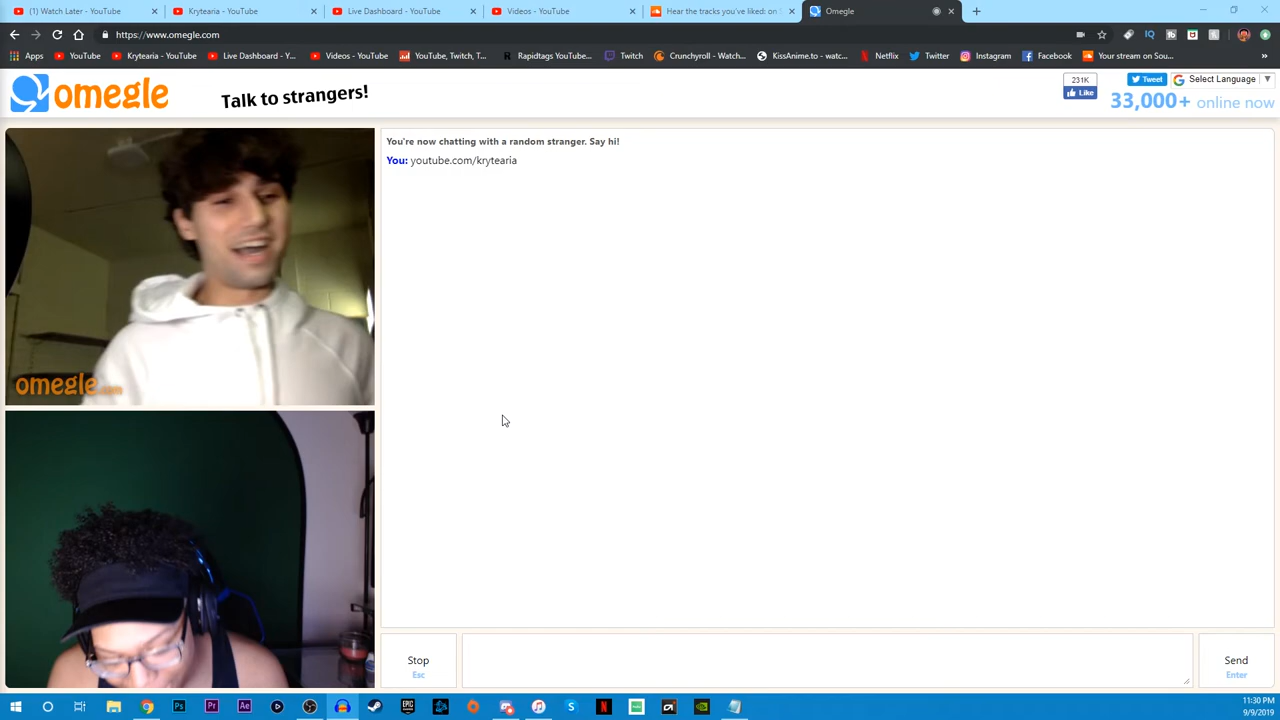 (1) Watch Later - YouTube
Krytearia - YouTube
Live Dashboard - YouTube
Videos - YouTube
Hear the tracks you've liked: on S
Omegle
https://www.omegle.com
Apps
YouTube
Krytearia - YouTube
Live Dashboard - Y...
Videos - YouTube
YouTube, Twitch, T...
Rapidtags YouTub...
Twitch
Crunchyroll - Watch...
KissAnime.to - watc...
Netflix
Twitter
Instagram
Facebook
Your stream on Sou...
omegle
Talk to strangers!
231K
Like
Tweet
Select Language
33,000+ online now
You're now chatting with a random stranger. Say hi!
You: youtube.com/krytearia
omegle.com
Stop
Esc
Send
Enter
11:30 PM
9/9/2019